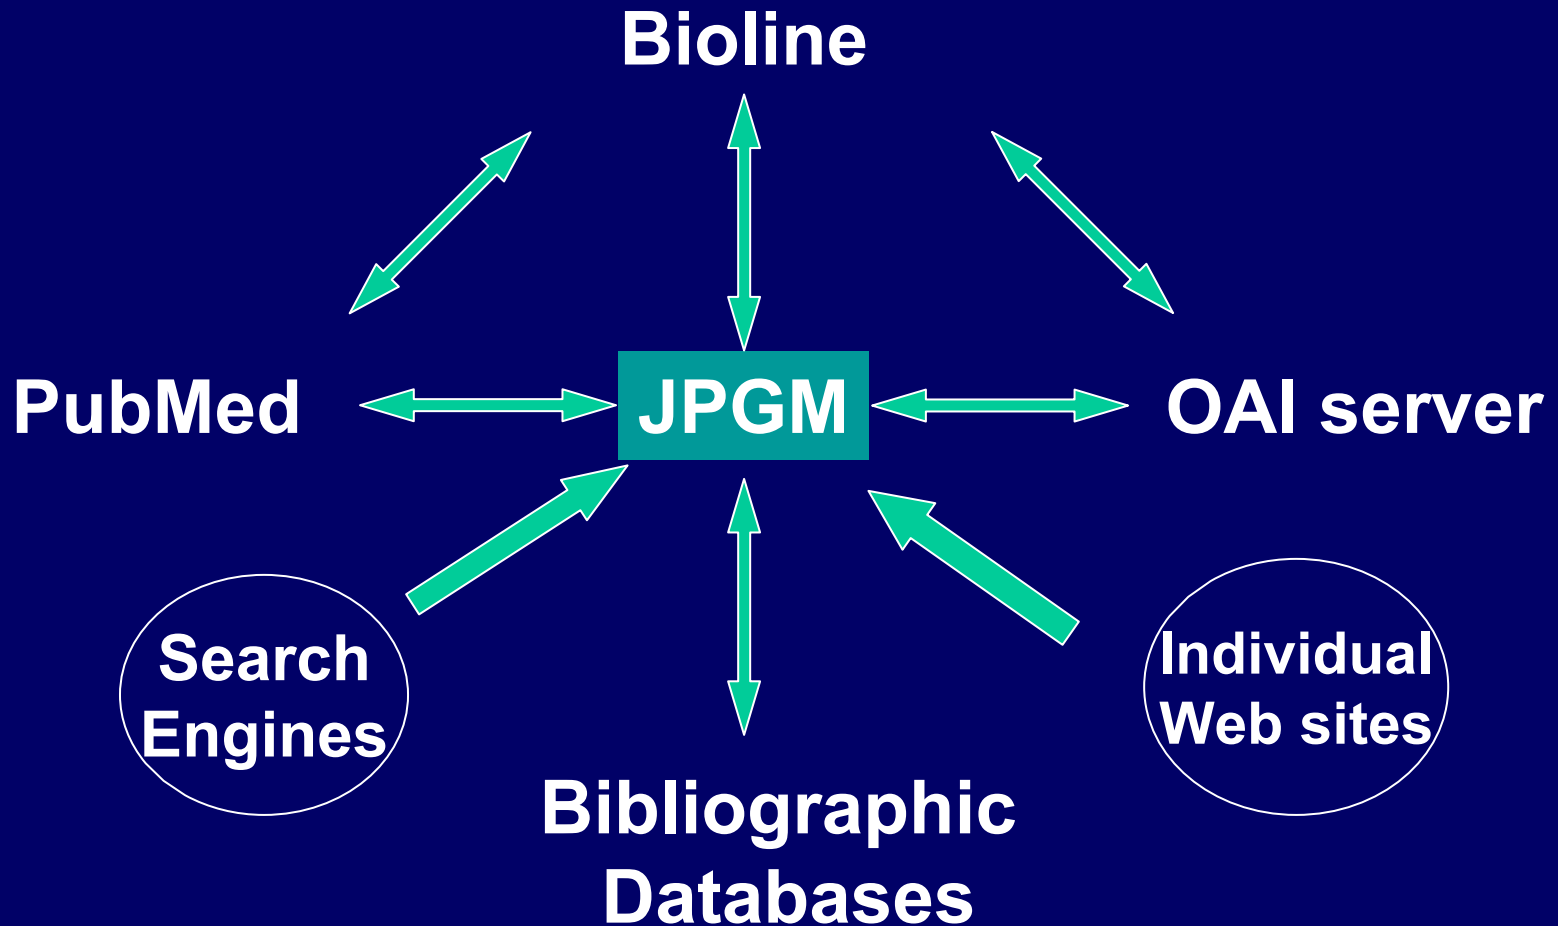 Bioline
PubMed
JPGM
OAI server
Search
Engines
Individual
Web sites
Bibliographic
Databases